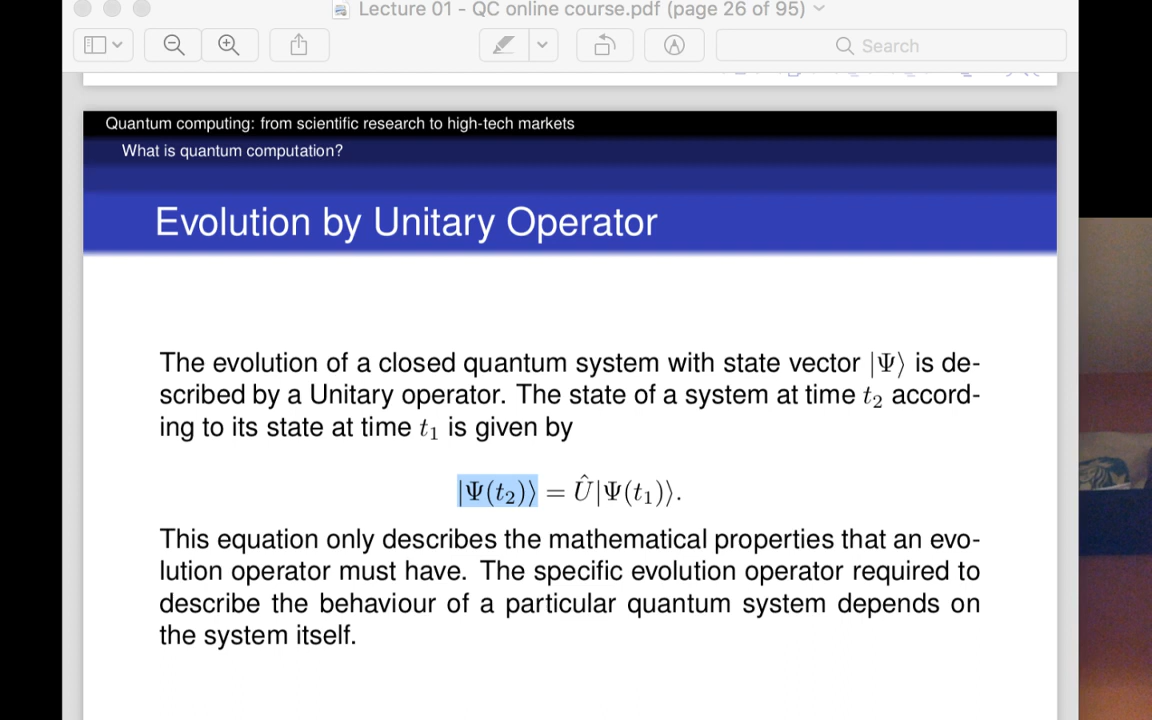 Lecture 01 - QC online course.pdf (page 26 of 95)
Search
Quantum computing: from scientific research to high-tech markets
What is quantum computation?
Evolution by Unitary Operator
The evolution of a closed quantum system with state vector |Ψ⟩ is de-
scribed by a Unitary operator. The state of a system at time t₂ accord-
ing to its state at time t₁ is given by
|Ψ(t₂)⟩ = Û|Ψ(t₁)⟩.
This equation only describes the mathematical properties that an evo-
lution operator must have. The specific evolution operator required to
describe the behaviour of a particular quantum system depends on
the system itself.